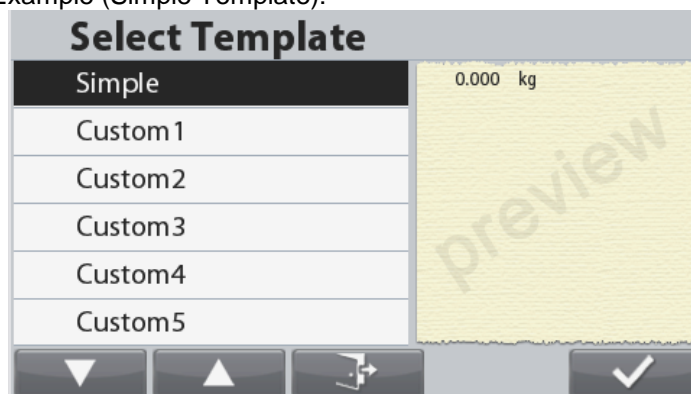 Example (Simple Template):
Select Template
Simple
0.000 kg
Custom1
Custom2
Custom3
Custom4
Custom5
preview